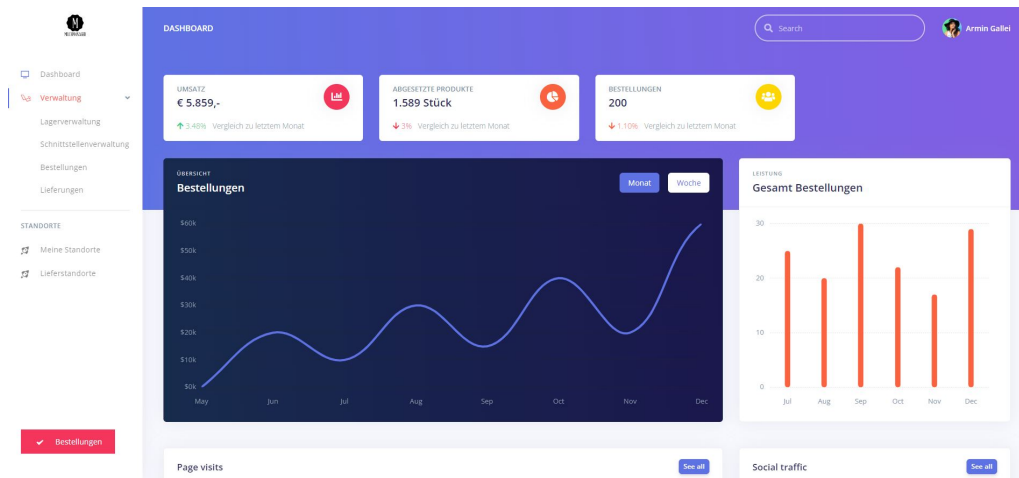 M
DASHBOARD
Search
Armin Gallei
Dashboard
Verwaltung
Lagerverwaltung
Schnittstellenverwaltung
Bestellungen
Lieferungen
STANDORTE
Meine Standorte
Lieferstandorte
Bestellungen
UMSATZ
€ 5.859,-
3.48% Vergleich zu letztem Monat
ABGESETZTE PRODUKTE
1.589 Stück
3% Vergleich zu letztem Monat
BESTELLUNGEN
200
1.10% Vergleich zu letztem Monat
ÜBERSICHT
Bestellungen
Monat
Woche
$60k
$50k
$40k
$30k
$20k
$10k
$0k
May Jun Jul Aug Sep Oct Nov Dec
LEISTUNG
Gesamt Bestellungen
30
20
10
0
Jul Aug Sep Oct Nov Dec
Page visits
See all
Social traffic
See all